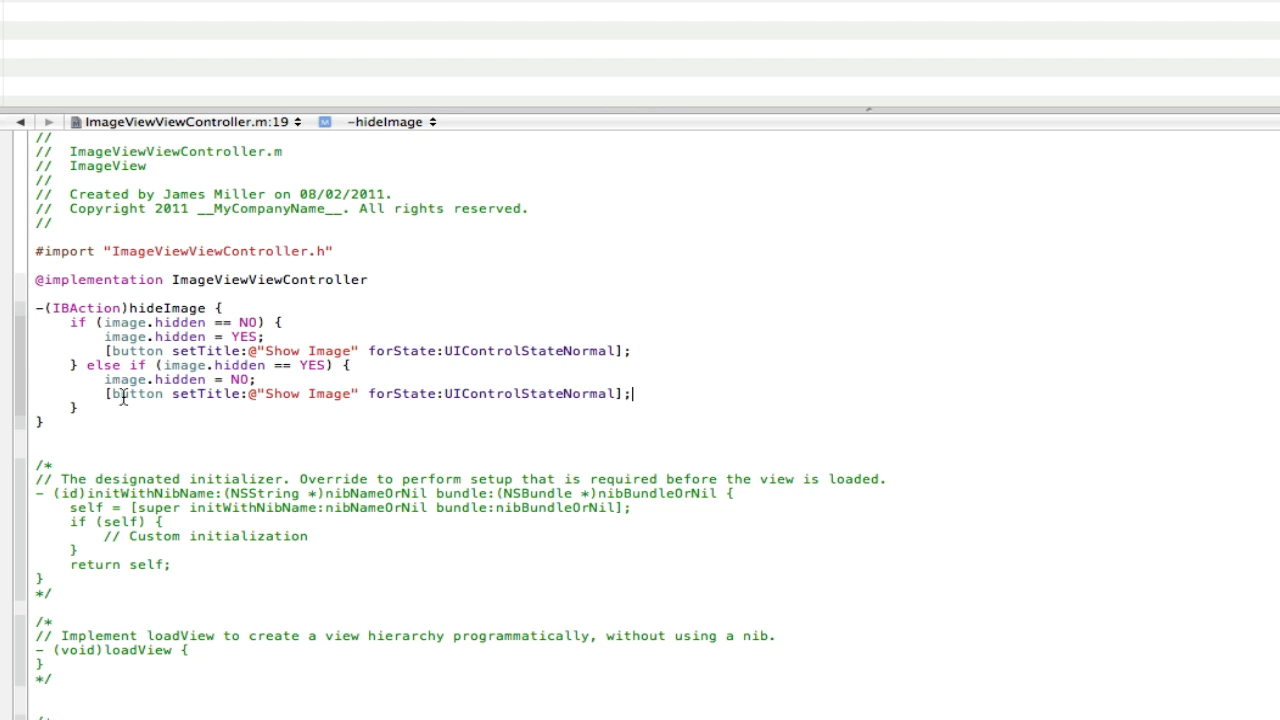 ImageViewViewController.m:19 M -hideImage
//
//  ImageViewViewController.m
//  ImageView
//
//  Created by James Miller on 08/02/2011.
//  Copyright 2011 __MyCompanyName__. All rights reserved.
//
#import "ImageViewViewController.h"
@implementation ImageViewViewController
-(IBAction)hideImage {
    if (image.hidden == NO) {
        image.hidden = YES;
        [button setTitle:@"Show Image" forState:UIControlStateNormal];
    } else if (image.hidden == YES) {
        image.hidden = NO;
        [button setTitle:@"Show Image" forState:UIControlStateNormal];
    }
}
/*
// The designated initializer. Override to perform setup that is required before the view is loaded.
- (id)initWithNibName:(NSString *)nibNameOrNil bundle:(NSBundle *)nibBundleOrNil {
    self = [super initWithNibName:nibNameOrNil bundle:nibBundleOrNil];
    if (self) {
        // Custom initialization
    }
    return self;
}
*/
/*
// Implement loadView to create a view hierarchy programmatically, without using a nib.
- (void)loadView {
}
*/